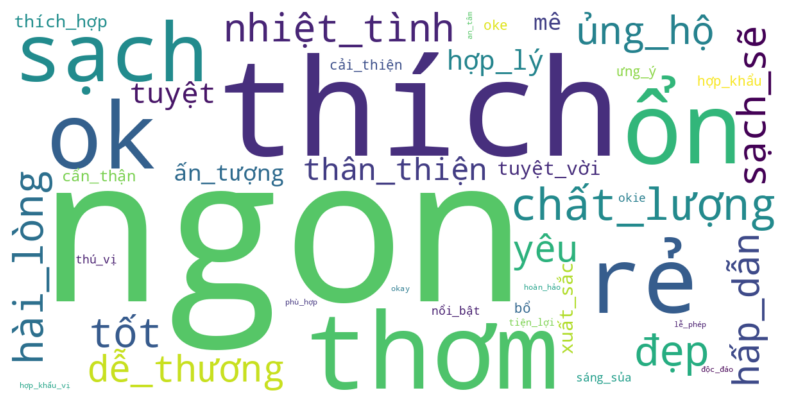 thích_hợp
sạch
nhiệt_tình
an_tâm
oke
mê
ủng_hộ
sạch_sẽ
cải_thiện
hợp_lý
ưng_ý
hợp_khẩu
tuyệt
thích
ok
ổn
cẩn_thận
ấn_tượng
thân_thiện
tuyệt_vời
hài_lòng
ngon
chất_lượng
okie
thú_vị
yêu
rẻ
hấp_dẫn
xuất_sắc
okay
hoàn_hảo
phù_hợp
nổi_bật
bổ
tiện_lợi
lễ_phép
tốt
thơm
đẹp
dễ_thương
độc_đáo
sáng_sủa
hợp_khẩu_vị